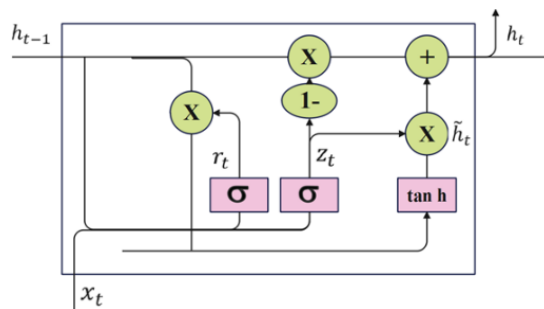 h_{t-1}
h_t
X
+
1-
X
X
h̃_t
r_t
z_t
σ
σ
tan h
x_t